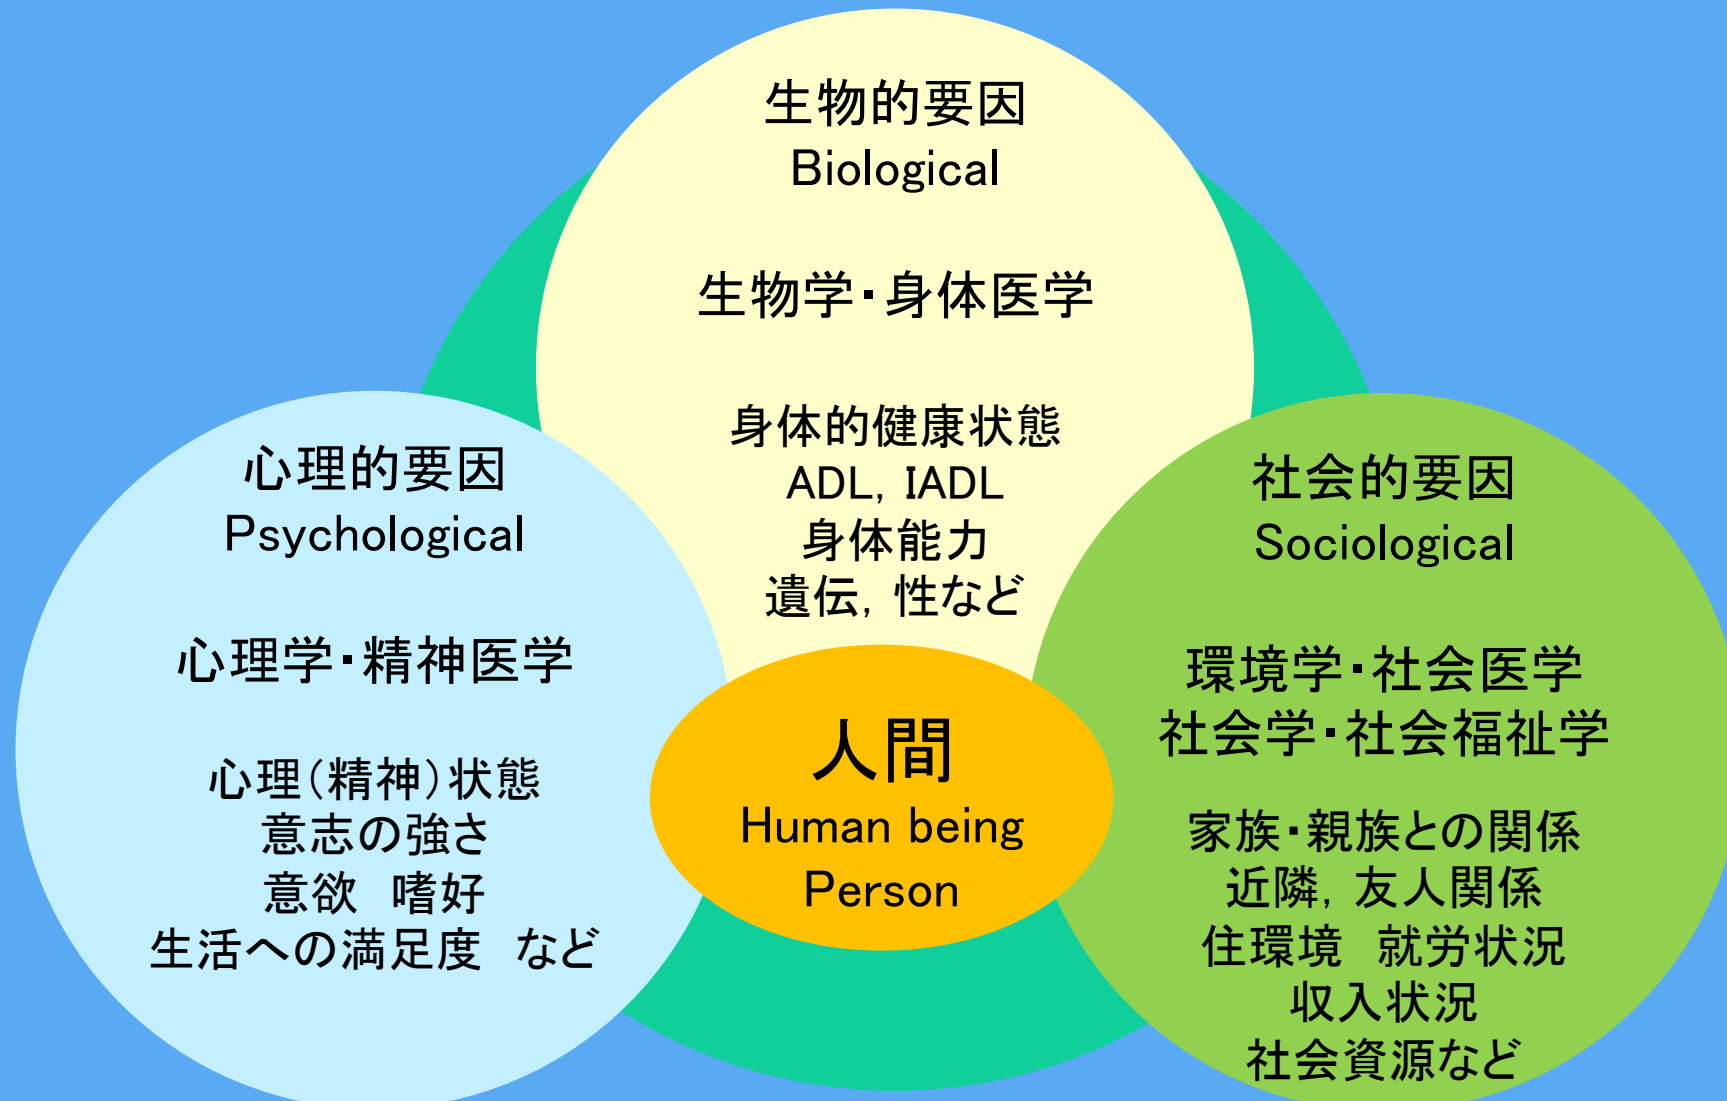 生物的要因
Biological
生物学・身体医学
身体的健康状態
ADL, IADL
身体能力
遺伝, 性など
心理的要因
Psychological
心理学・精神医学
心理(精神)状態
意志の強さ
意欲　嗜好
生活への満足度　など
人間
Human being
Person
社会的要因
Sociological
環境学・社会医学
社会学・社会福祉学
家族・親族との関係
近隣, 友人関係
住環境　就労状況
収入状況
社会資源など